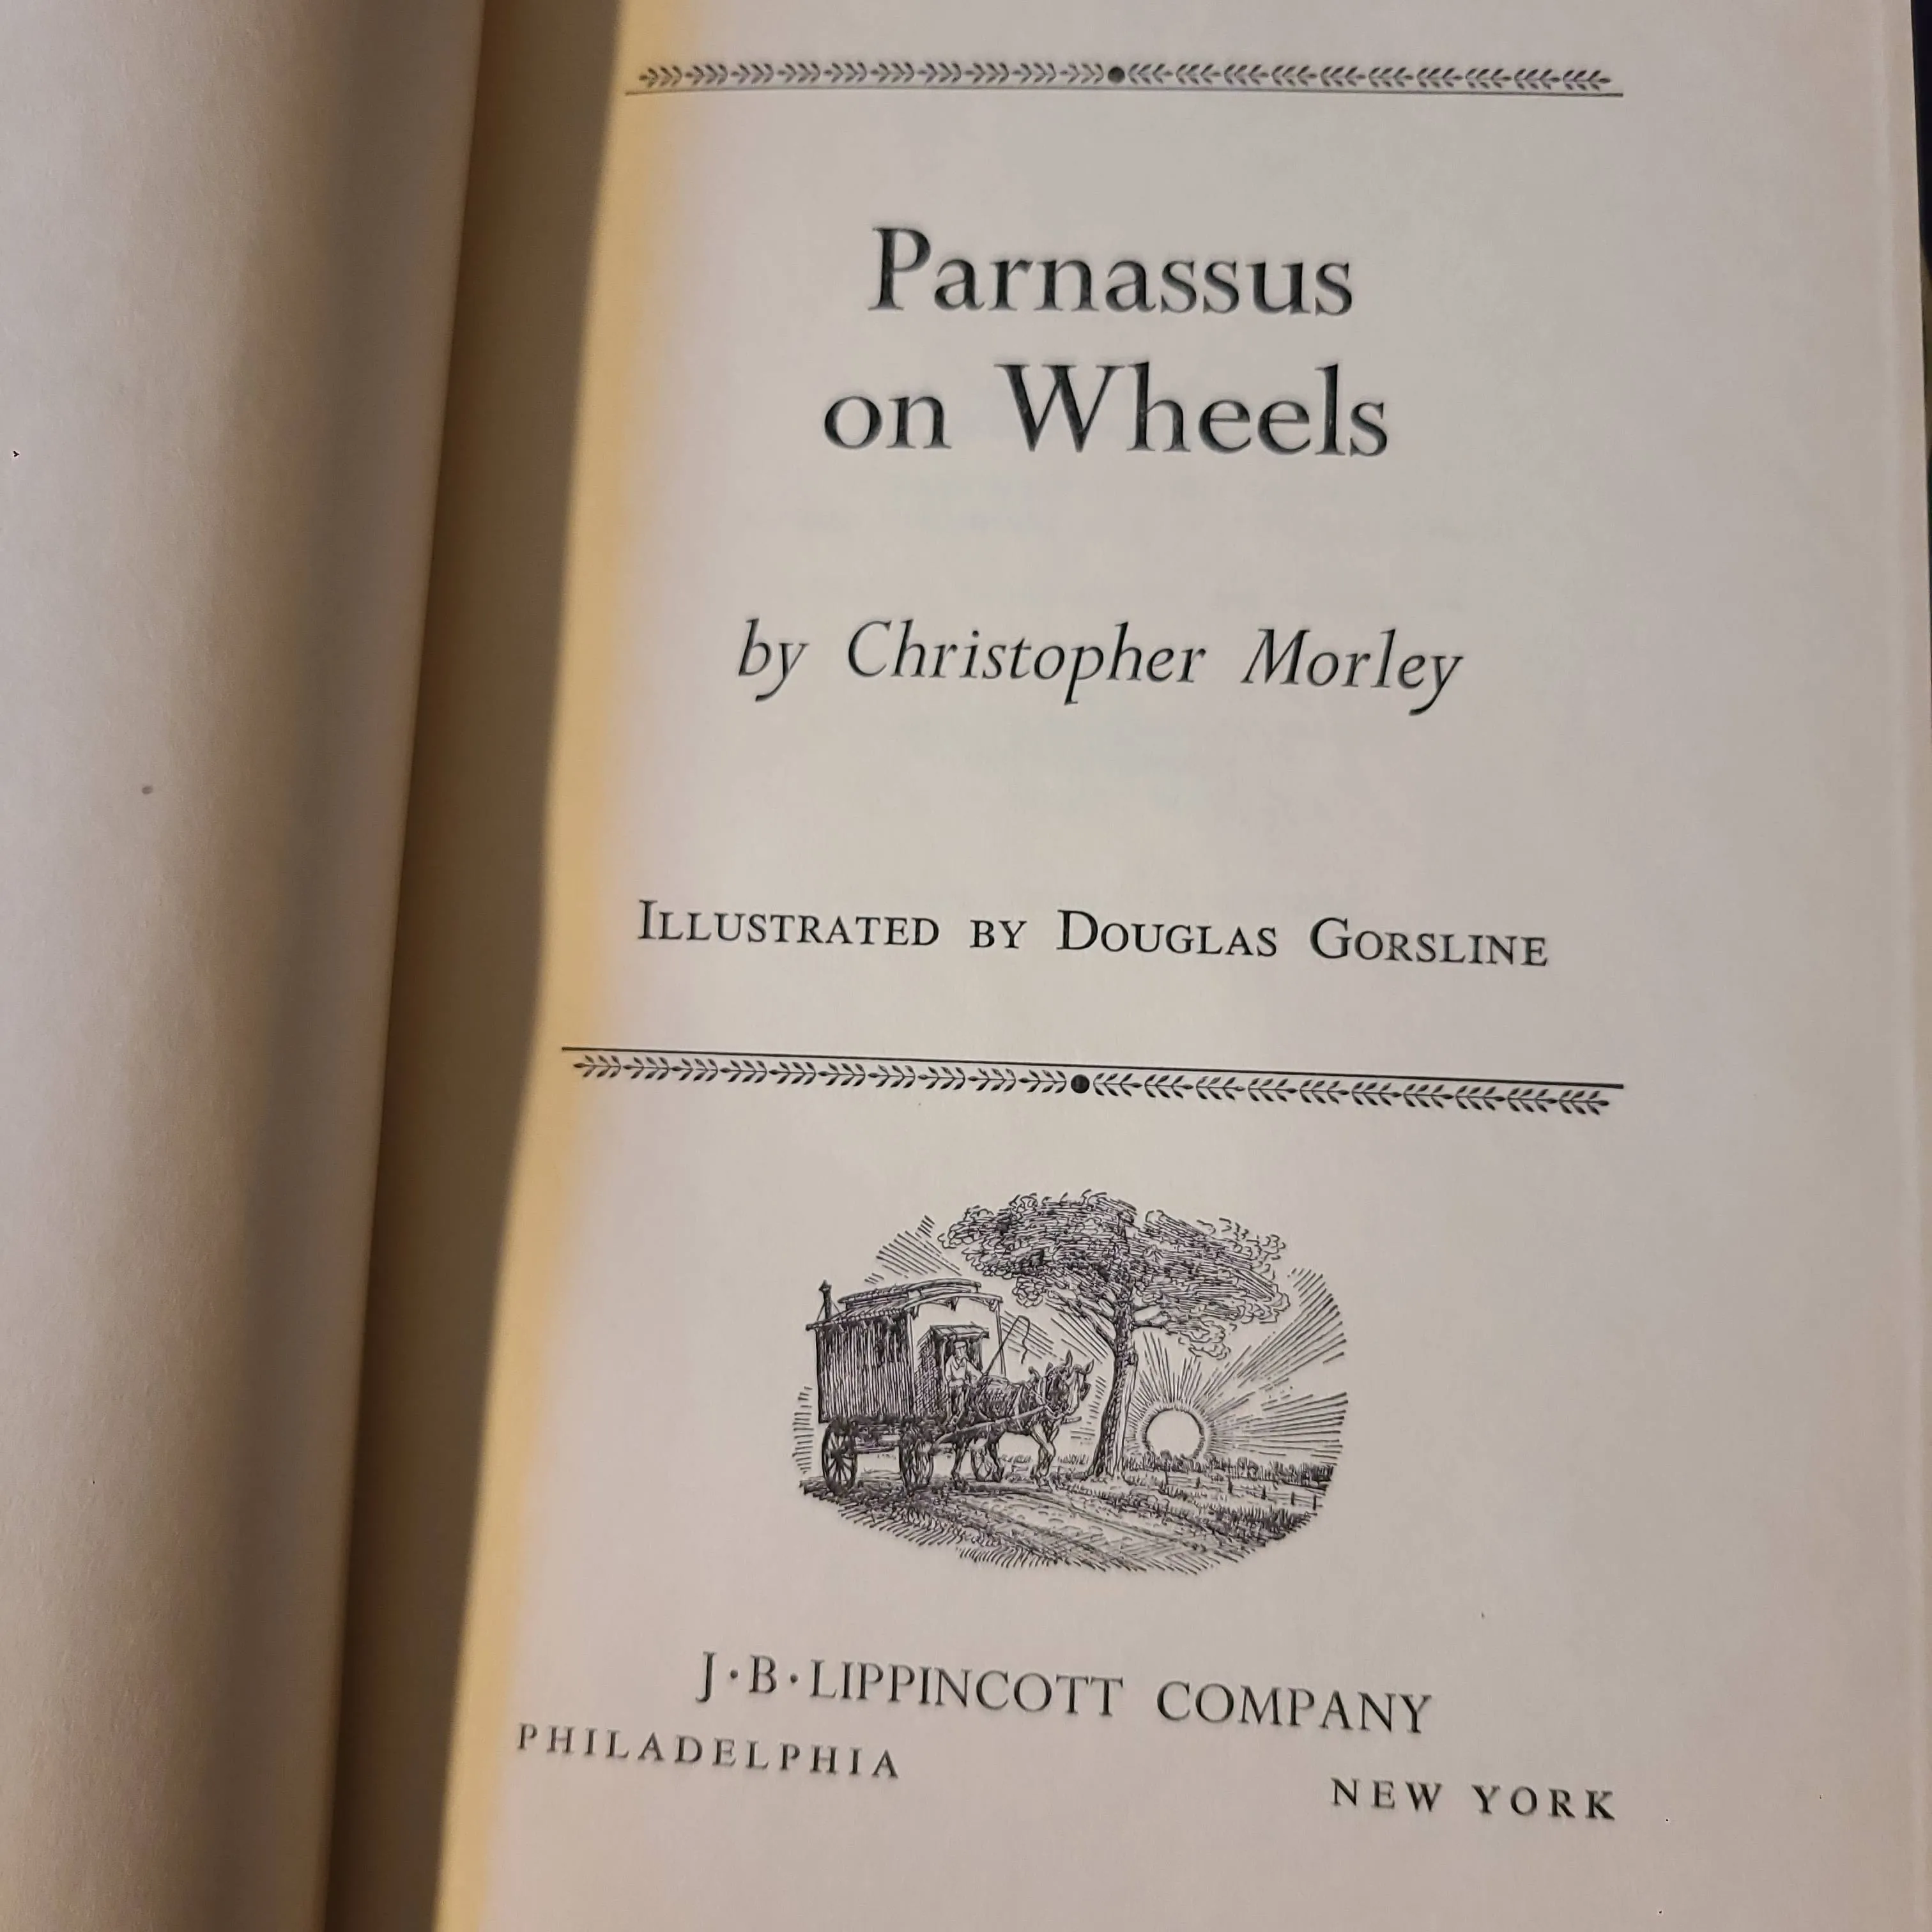 Parnassus
on Wheels
by Christopher Morley
ILLUSTRATED BY DOUGLAS GORSLINE
J·B·LIPPINCOTT COMPANY
PHILADELPHIA NEW YORK